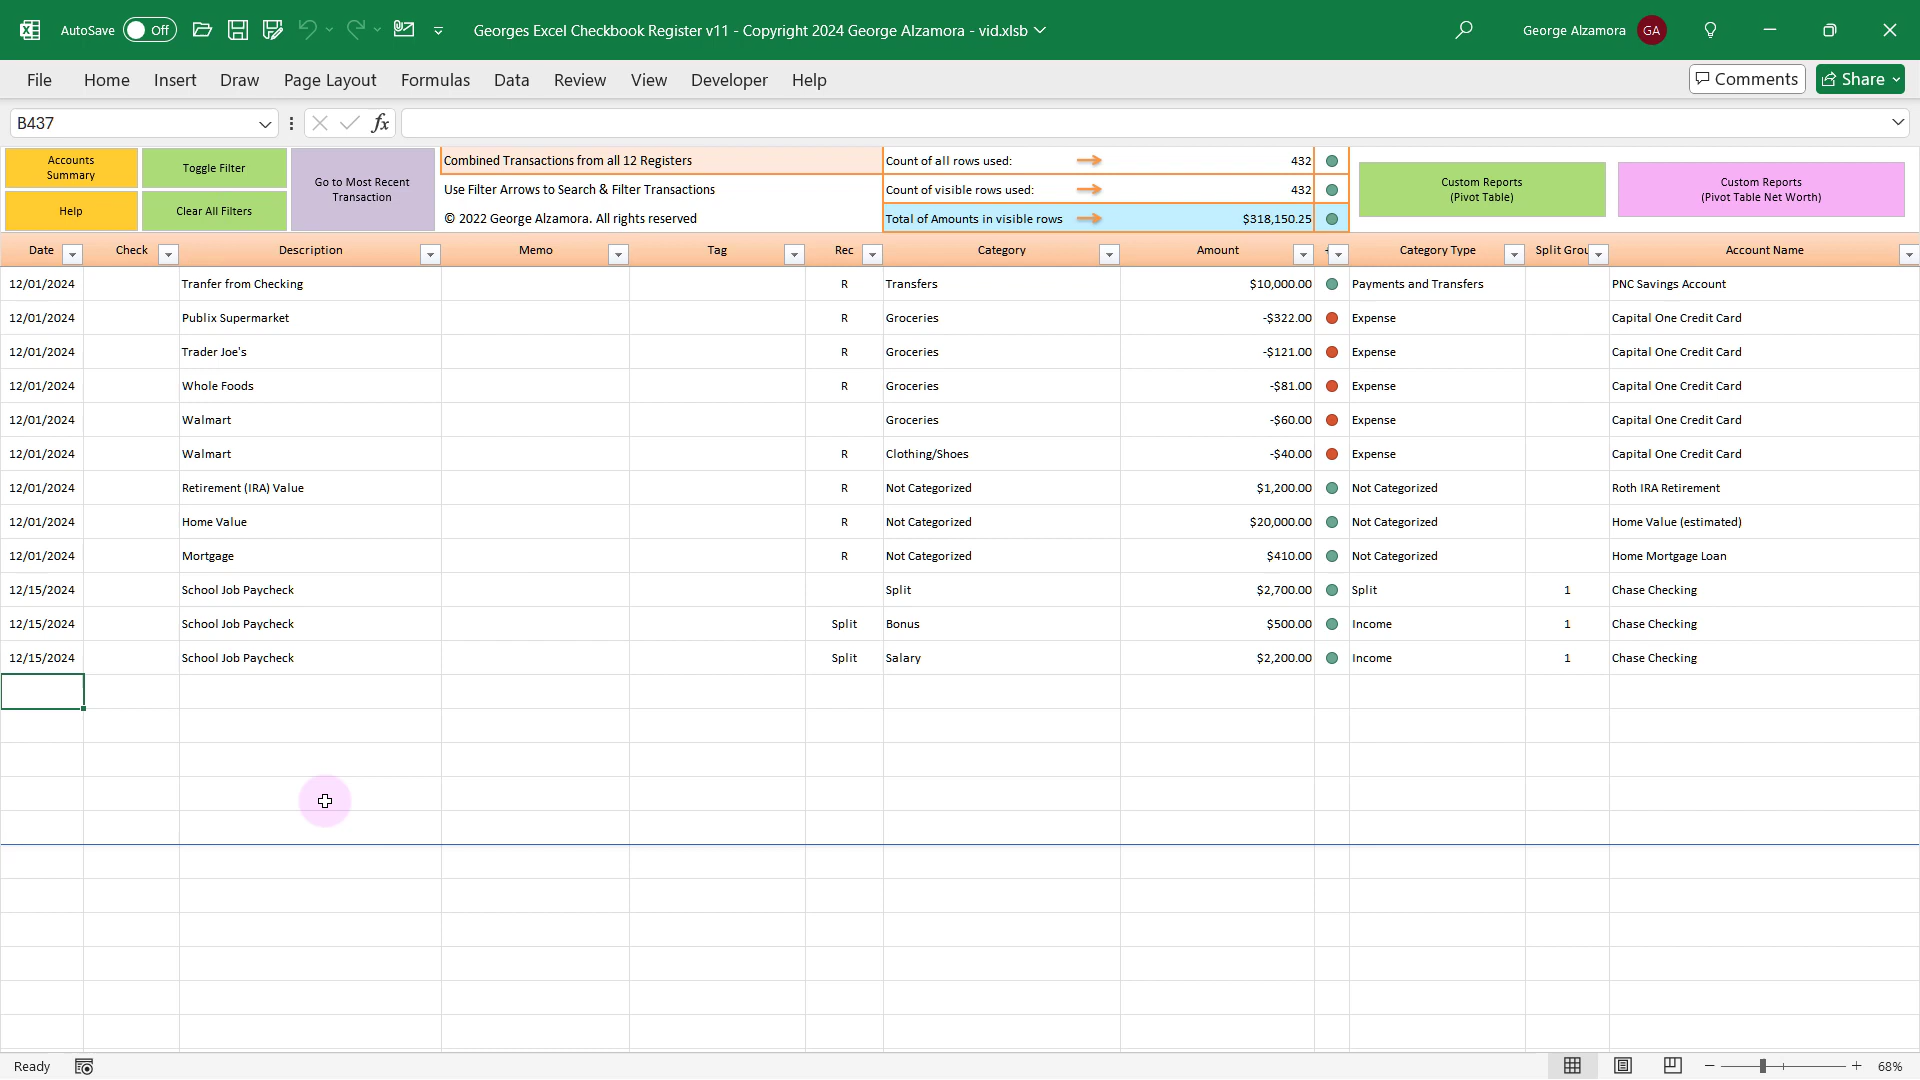 AutoSave Off Georges Excel Checkbook Register v11 - Copyright 2024 George Alzamora - vid.xlsb George Alzamora GA
File Home Insert Draw Page Layout Formulas Data Review View Developer Help Comments Share
B437 fx
Accounts Summary Toggle Filter Go to Most Recent Transaction Combined Transactions from all 12 Registers Count of all rows used: 432 Custom Reports (Pivot Table) Custom Reports (Pivot Table Net Worth)
Use Filter Arrows to Search & Filter Transactions Count of visible rows used: 432
Help Clear All Filters © 2022 George Alzamora. All rights reserved Total of Amounts in visible rows $318,150.25
Date Check Description Memo Tag Rec Category Amount Category Type Split Grou Account Name
12/01/2024 Tranfer from Checking R Transfers $10,000.00 Payments and Transfers PNC Savings Account
12/01/2024 Publix Supermarket R Groceries -$322.00 Expense Capital One Credit Card
12/01/2024 Trader Joe's R Groceries -$121.00 Expense Capital One Credit Card
12/01/2024 Whole Foods R Groceries -$81.00 Expense Capital One Credit Card
12/01/2024 Walmart Groceries -$60.00 Expense Capital One Credit Card
12/01/2024 Walmart R Clothing/Shoes -$40.00 Expense Capital One Credit Card
12/01/2024 Retirement (IRA) Value R Not Categorized $1,200.00 Not Categorized Roth IRA Retirement
12/01/2024 Home Value R Not Categorized $20,000.00 Not Categorized Home Value (estimated)
12/01/2024 Mortgage R Not Categorized $410.00 Not Categorized Home Mortgage Loan
12/15/2024 School Job Paycheck Split $2,700.00 Split 1 Chase Checking
12/15/2024 School Job Paycheck Split Bonus $500.00 Income 1 Chase Checking
12/15/2024 School Job Paycheck Split Salary $2,200.00 Income 1 Chase Checking
Ready 68%